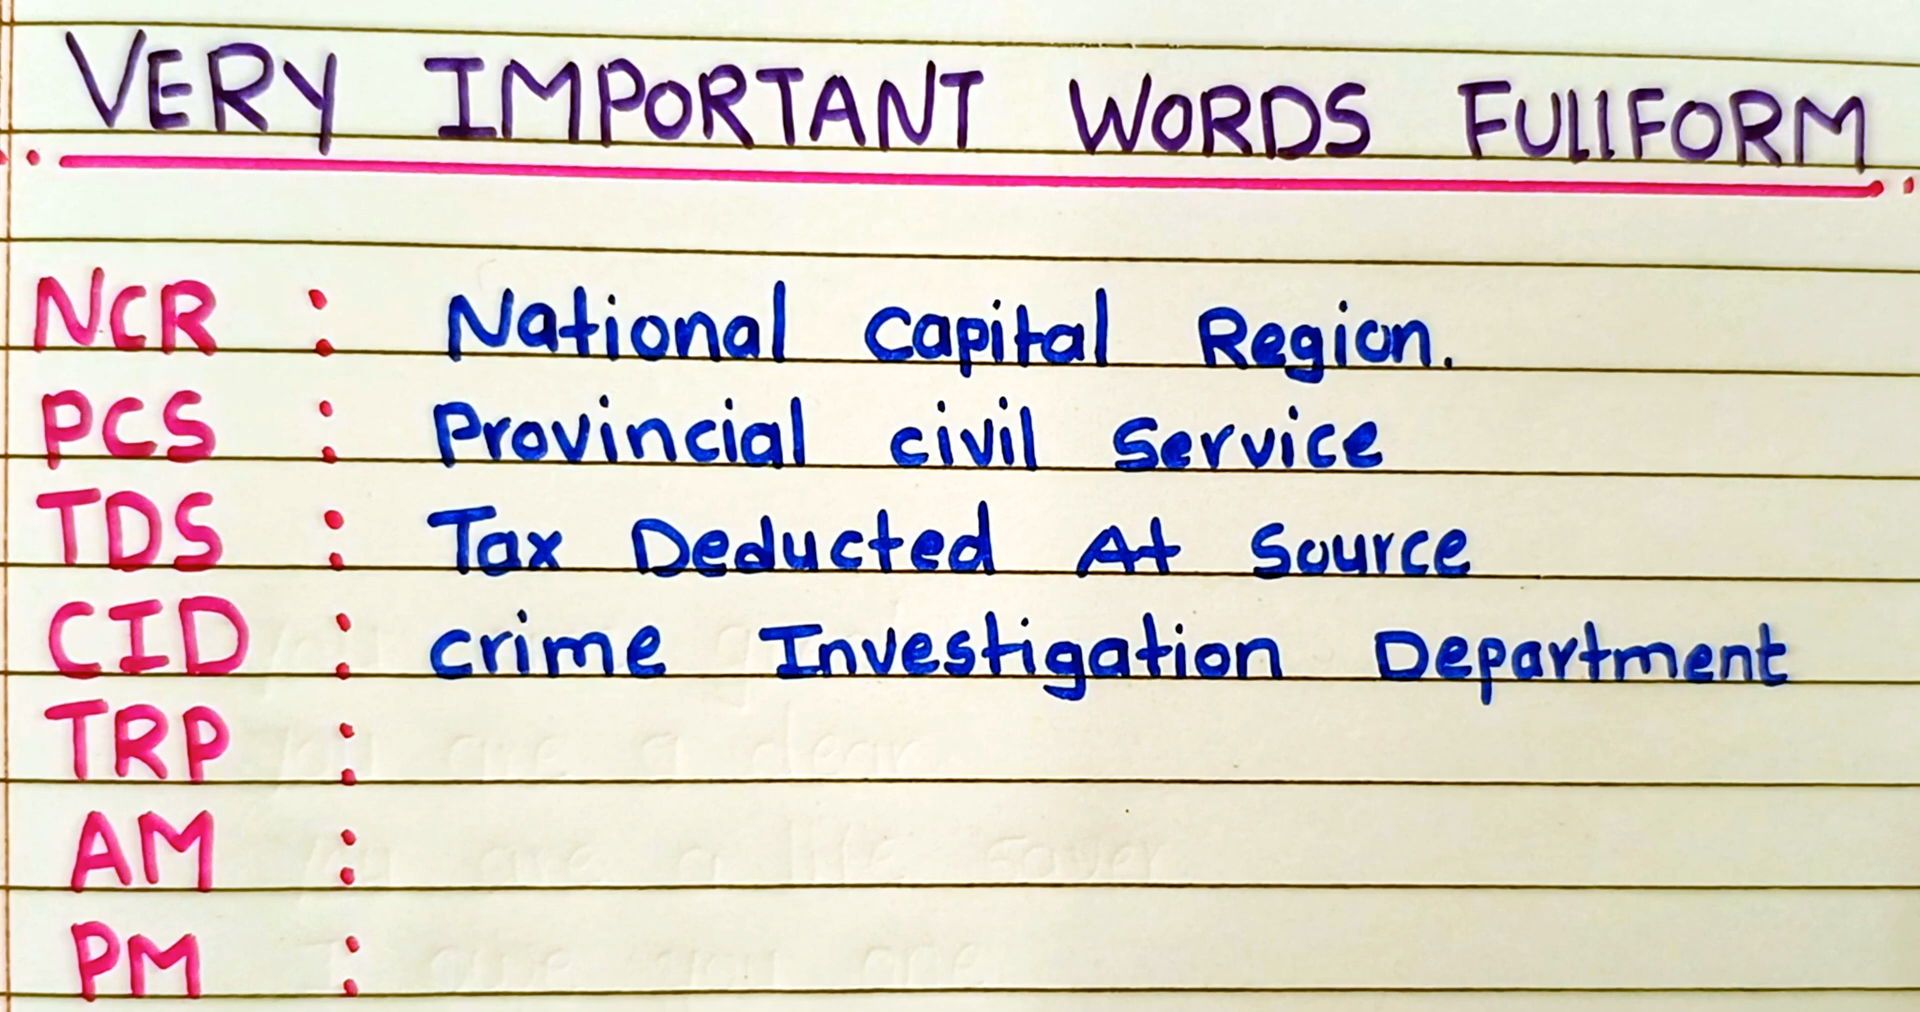 VERY IMPORTANT WORDS FUllFORM
NCR : National Capital Region.
PCS : Provincial civil Service
TDS : Tax Deducted At Source
CID : crime Investigation Department
TRP :
AM :
PM :